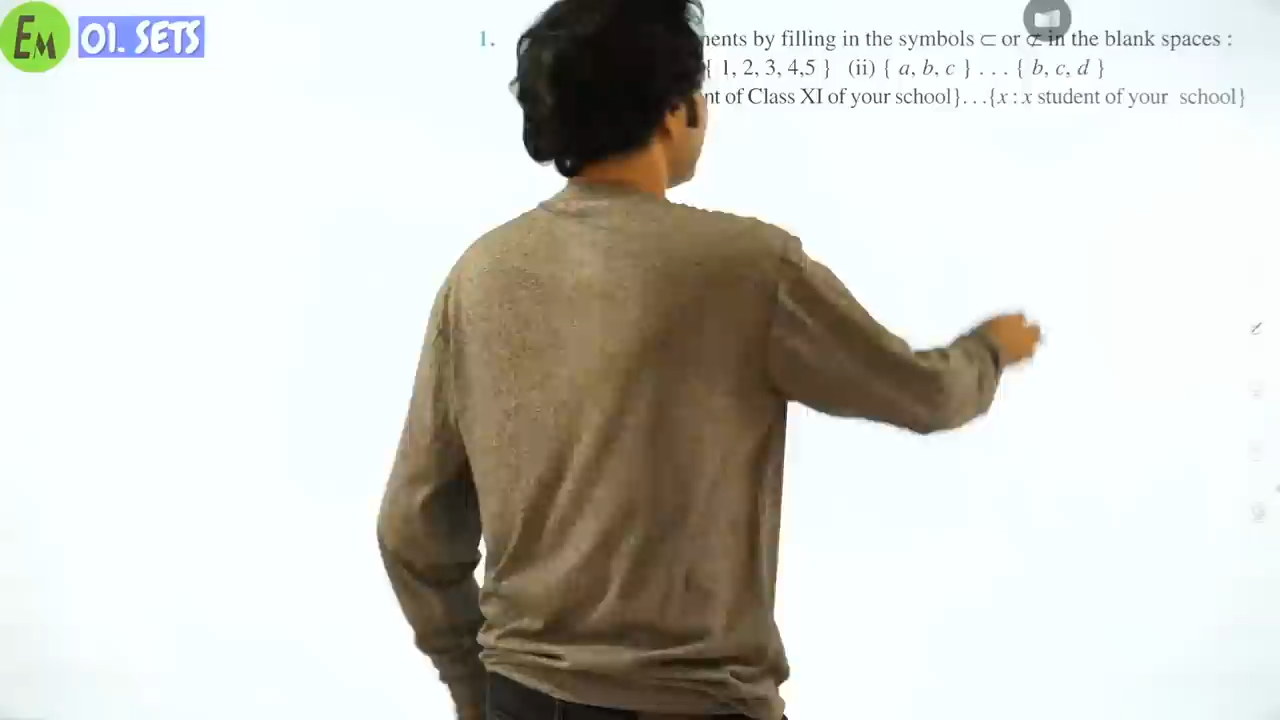 EM 01. SETS
1. ents by filling in the symbols ⊂ or ⊄ in the blank spaces :
{ 1, 2, 3, 4,5 } (ii) { a, b, c } . . . { b, c, d }
nt of Class XI of your school}. . .{x : x student of your school}